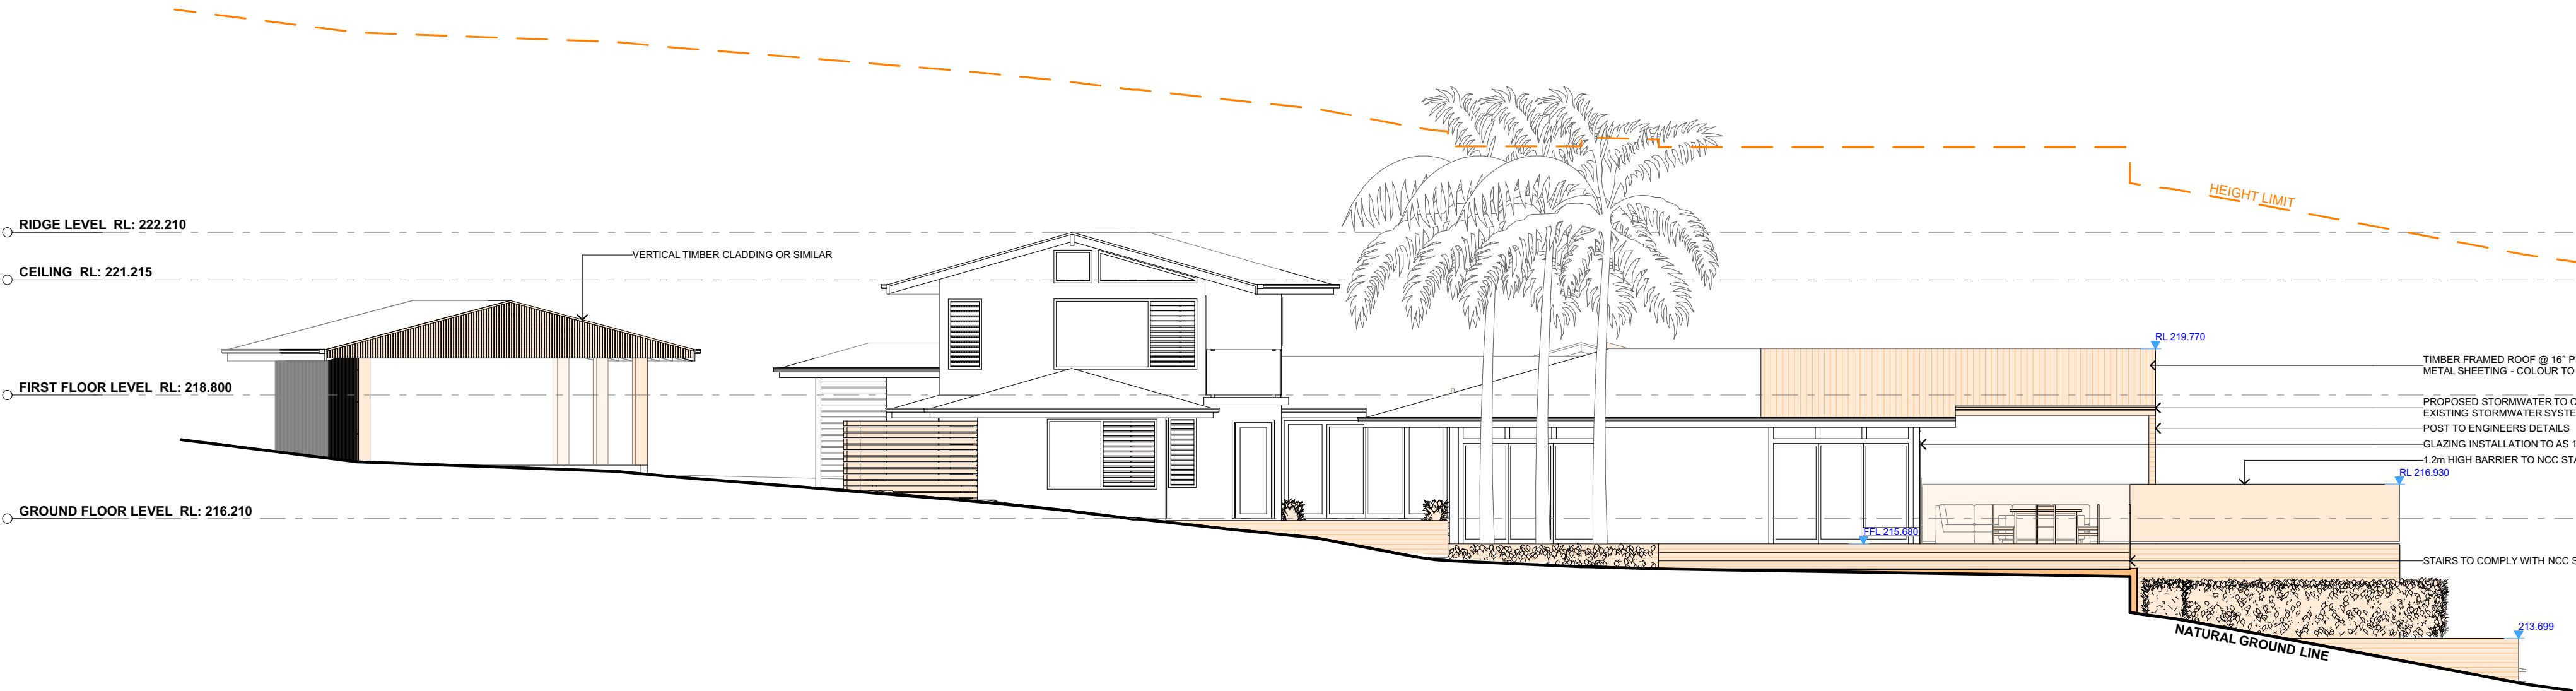 HEIGHT LIMIT
RIDGE LEVEL RL: 222.210
VERTICAL TIMBER CLADDING OR SIMILAR
CEILING RL: 221.215
RL 219.770
TIMBER FRAMED ROOF @ 16° P
METAL SHEETING - COLOUR TO
FIRST FLOOR LEVEL RL: 218.800
PROPOSED STORMWATER TO
EXISTING STORMWATER SYSTE
POST TO ENGINEERS DETAILS
GLAZING INSTALLATION TO AS 1
1.2m HIGH BARRIER TO NCC STA
RL 216.930
GROUND FLOOR LEVEL RL: 216.210
FFL 215.680
STAIRS TO COMPLY WITH NCC S
213.699
NATURAL GROUND LINE